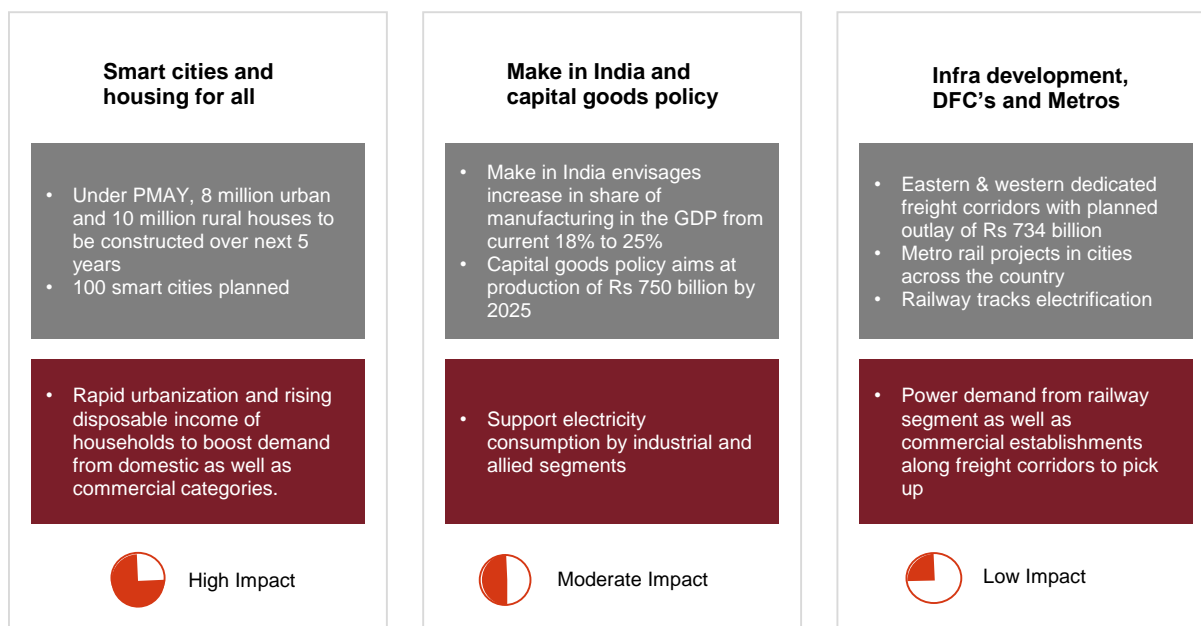 Smart cities and
housing for all
• Under PMAY, 8 million urban
and 10 million rural houses to
be constructed over next 5
years
• 100 smart cities planned
• Rapid urbanization and rising
disposable income of
households to boost demand
from domestic as well as
commercial categories.
High Impact
Make in India and
capital goods policy
• Make in India envisages
increase in share of
manufacturing in the GDP from
current 18% to 25%
• Capital goods policy aims at
production of Rs 750 billion by
2025
• Support electricity
consumption by industrial and
allied segments
Moderate Impact
Infra development,
DFC's and Metros
• Eastern & western dedicated
freight corridors with planned
outlay of Rs 734 billion
• Metro rail projects in cities
across the country
• Railway tracks electrification
• Power demand from railway
segment as well as
commercial establishments
along freight corridors to pick
up
Low Impact